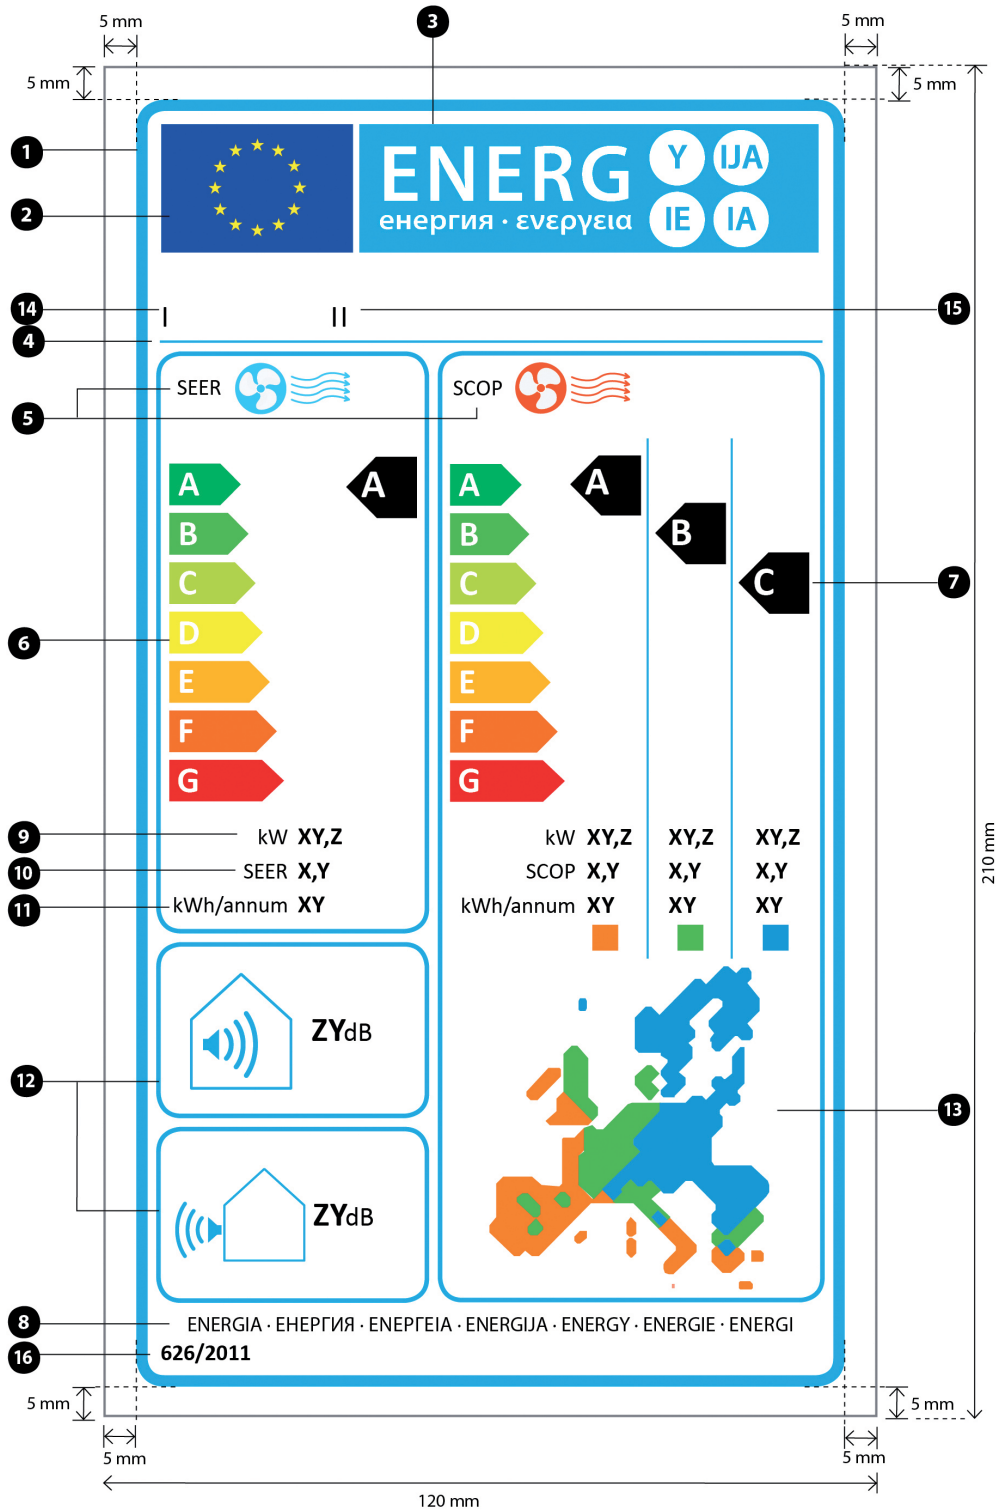 5 mm
3
5 mm
5 mm
5 mm
1
ENERG
Y
IJA
2
енергия · ενεργεια
IE
IA
14
I
II
15
4
SEER
SCOP
5
A
A
A
A
B
B
B
C
C
C
7
6
D
D
E
E
F
F
G
G
9
kW XY,Z
kW XY,Z XY,Z XY,Z
210 mm
10
SEER X,Y
SCOP X,Y X,Y X,Y
11
kWh/annum XY
kWh/annum XY XY XY
ZYdB
12
13
ZYdB
8
ENERGIA · ЕНЕРГИЯ · ΕΝΕΡΓΕΙΑ · ENERGIJA · ENERGY · ENERGIE · ENERGI
16
626/2011
5 mm
5 mm
5 mm
5 mm
120 mm